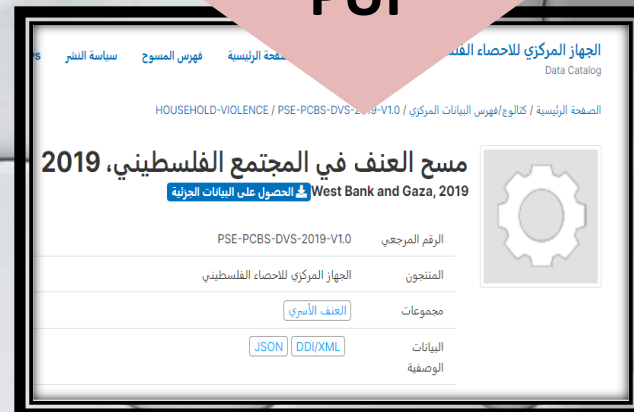 PUF
الجهاز المركزي للاحصاء
Data Catalog
الرئيسية فهرس المسوح سياسة النشر
الصفحة الرئيسية / كتالوج/فهرس البيانات المركزي / HOUSEHOLD-VIOLENCE / PSE-PCBS-DVS-2019-V1.0
مسح العنف في المجتمع الفلسطيني، 2019
West Bank and Gaza, 2019 الحصول على البيانات الجزئية
الرقم المرجعي PSE-PCBS-DVS-2019-V1.0
المنتجون الجهاز المركزي للاحصاء الفلسطيني
مجموعات العنف الأسري
البيانات الوصفية DDI/XML JSON